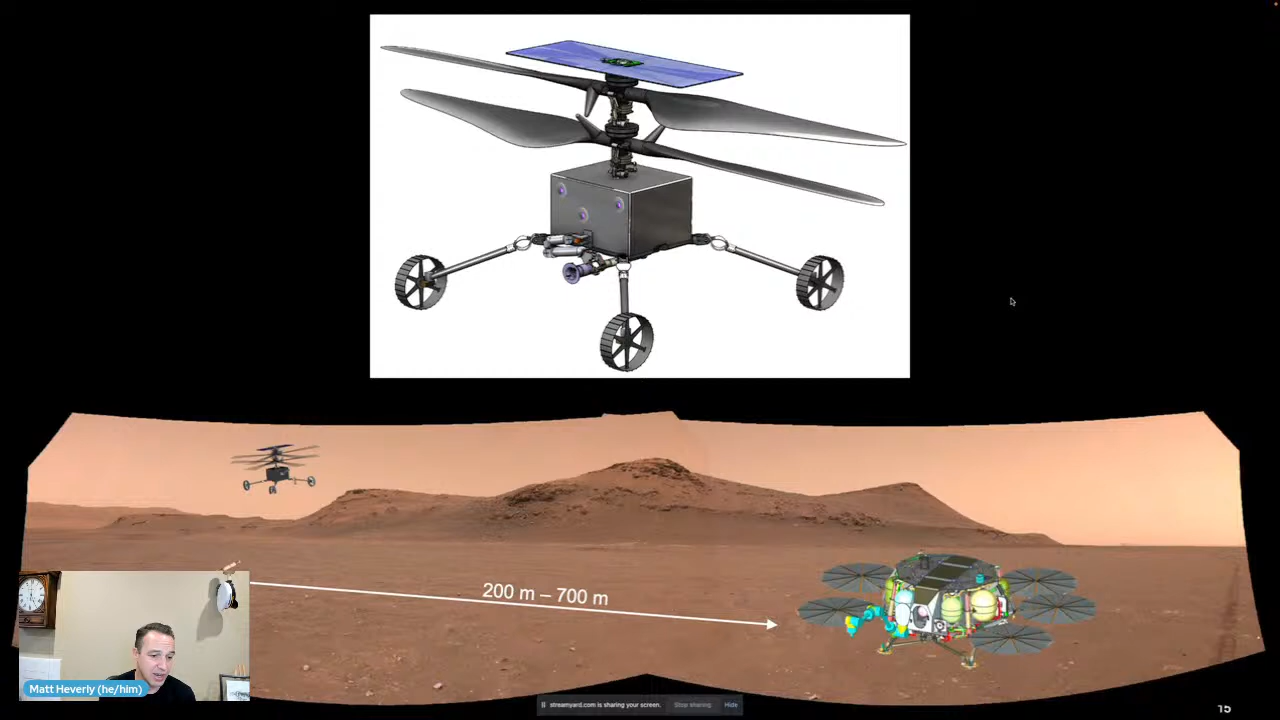 200 m – 700 m
Matt Heverly (he/him)
streamyard.com is sharing your screen. Stop sharing Hide
15